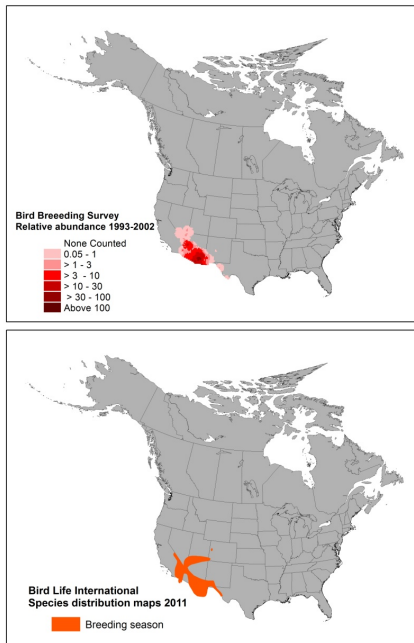 Bird Breeeding Survey
Relative abundance 1993-2002
None Counted
0.05 - 1
> 1 - 3
> 3 - 10
> 10 - 30
> 30 - 100
Above 100
Bird Life International
Species distribution maps 2011
Breeding season